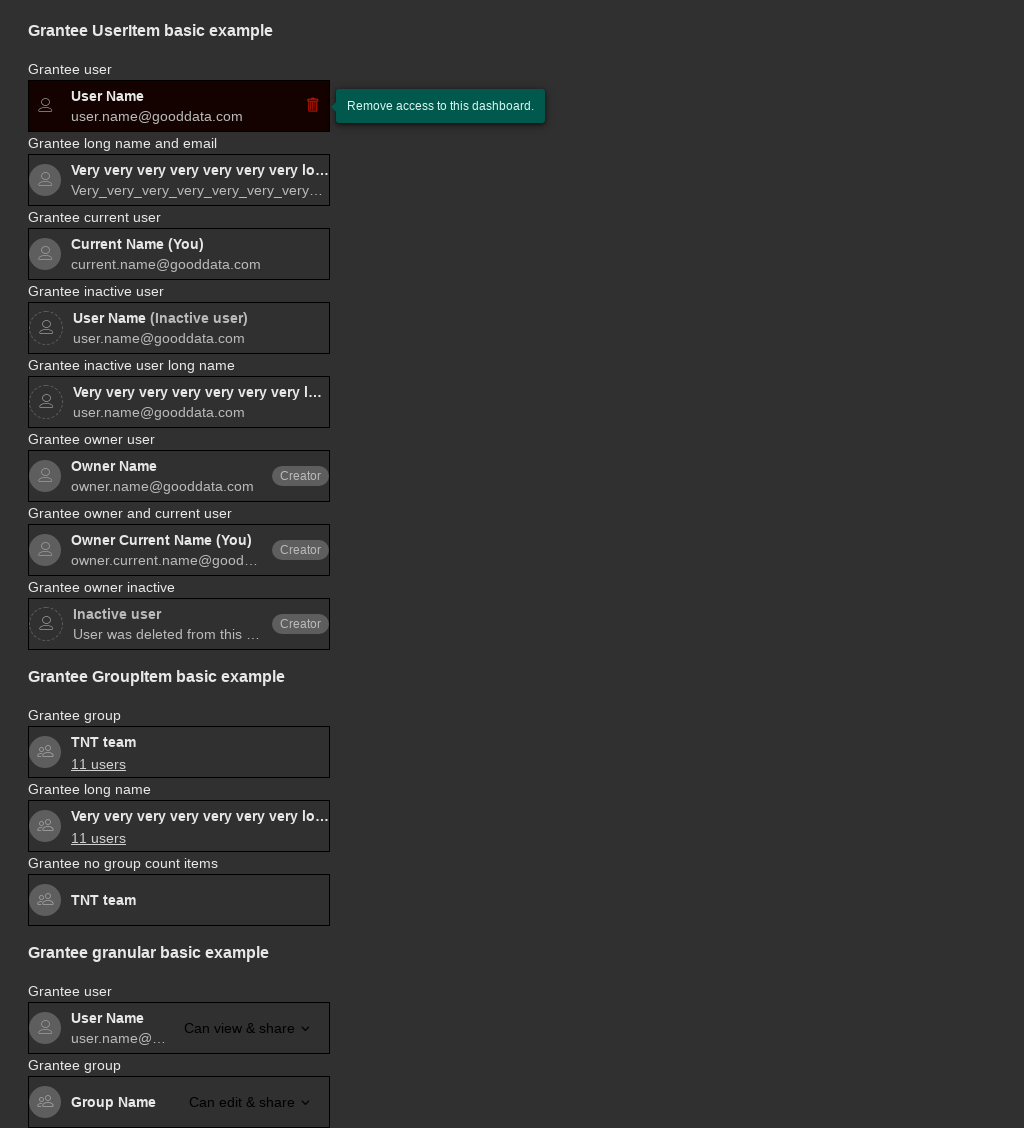 Grantee UserItem basic example
Grantee user
User Name
user.name@gooddata.com
Remove access to this dashboard.
Grantee long name and email
Very very very very very very very lo…
Very_very_very_very_very_very_very…
Grantee current user
Current Name (You)
current.name@gooddata.com
Grantee inactive user
User Name (Inactive user)
user.name@gooddata.com
Grantee inactive user long name
Very very very very very very very l…
user.name@gooddata.com
Grantee owner user
Owner Name
owner.name@gooddata.com
Creator
Grantee owner and current user
Owner Current Name (You)
owner.current.name@good…
Creator
Grantee owner inactive
Inactive user
User was deleted from this …
Creator
Grantee GroupItem basic example
Grantee group
TNT team
11 users
Grantee long name
Very very very very very very very lo…
11 users
Grantee no group count items
TNT team
Grantee granular basic example
Grantee user
User Name
user.name@…
Can view & share
Grantee group
Group Name
Can edit & share